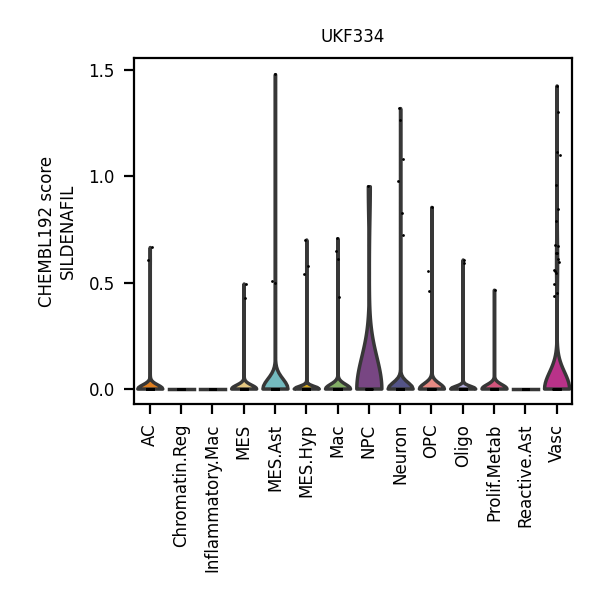 UKF334
CHEMBL192 score
SILDENAFIL
1.5
1.0
0.5
0.0
AC
Chromatin.Reg
Inflammatory.Mac
MES
MES.Ast
MES.Hyp
Mac
NPC
Neuron
OPC
Oligo
Prolif.Metab
Reactive.Ast
Vasc